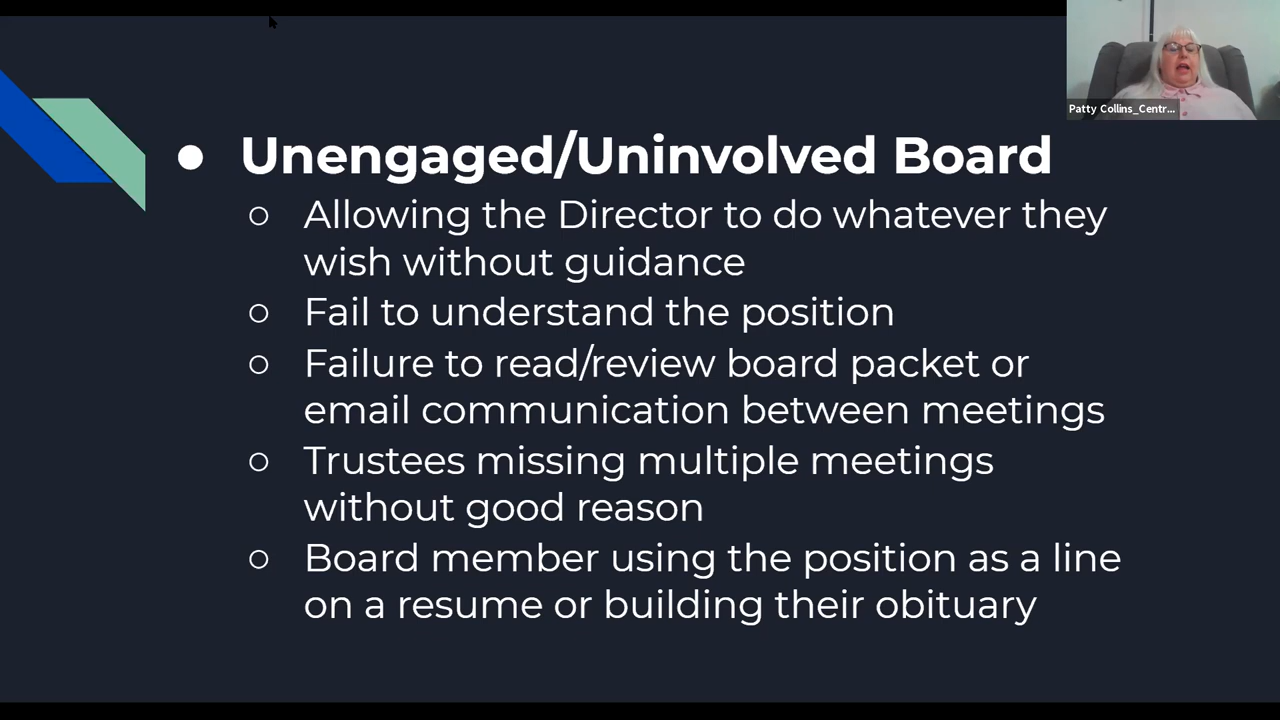 Patty Collins_Centr...
● Unengaged/Uninvolved Board
○ Allowing the Director to do whatever they
wish without guidance
○ Fail to understand the position
○ Failure to read/review board packet or
email communication between meetings
○ Trustees missing multiple meetings
without good reason
○ Board member using the position as a line
on a resume or building their obituary